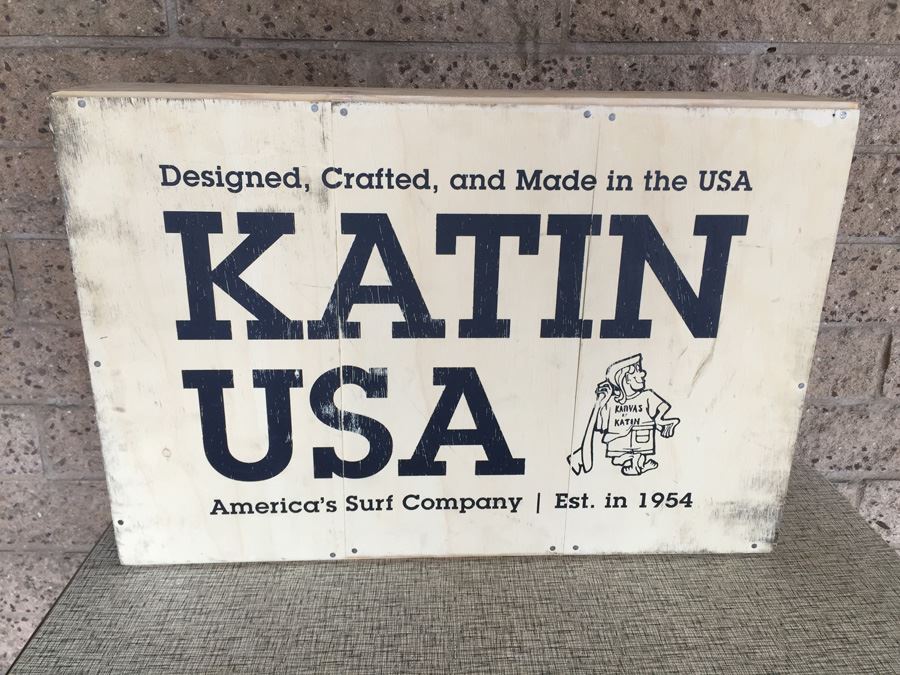 Designed, Crafted, and Made in the USA
KATIN
USA
KANVAS
BY
KATIN
America's Surf Company | Est. in 1954